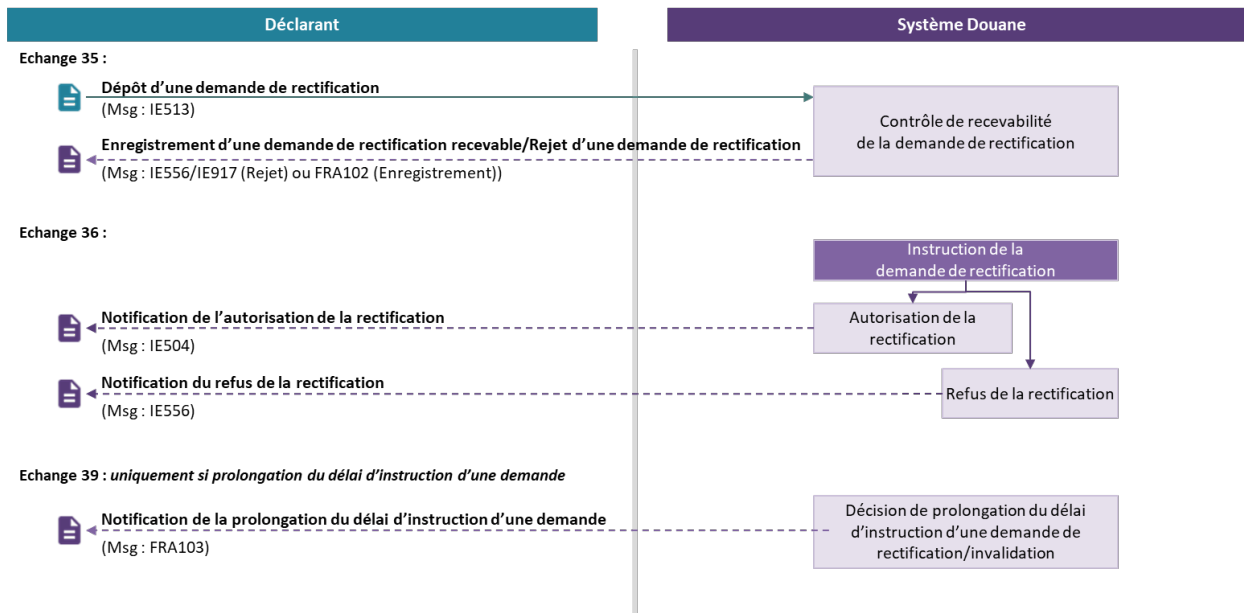 Déclarant
Système Douane
Echange 35 :
Dépôt d’une demande de rectification
(Msg : IE513)
Contrôle de recevabilité
de la demande de rectification
Enregistrement d’une demande de rectification recevable/Rejet d’une demande de rectification
(Msg : IE556/IE917 (Rejet) ou FRA102 (Enregistrement))
Echange 36 :
Instruction de la
demande de rectification
Notification de l’autorisation de la rectification
(Msg : IE504)
Autorisation de la
rectification
Notification du refus de la rectification
(Msg : IE556)
Refus de la rectification
Echange 39 : uniquement si prolongation du délai d’instruction d’une demande
Notification de la prolongation du délai d’instruction d’une demande
(Msg : FRA103)
Décision de prolongation du délai
d’instruction d’une demande de
rectification/invalidation